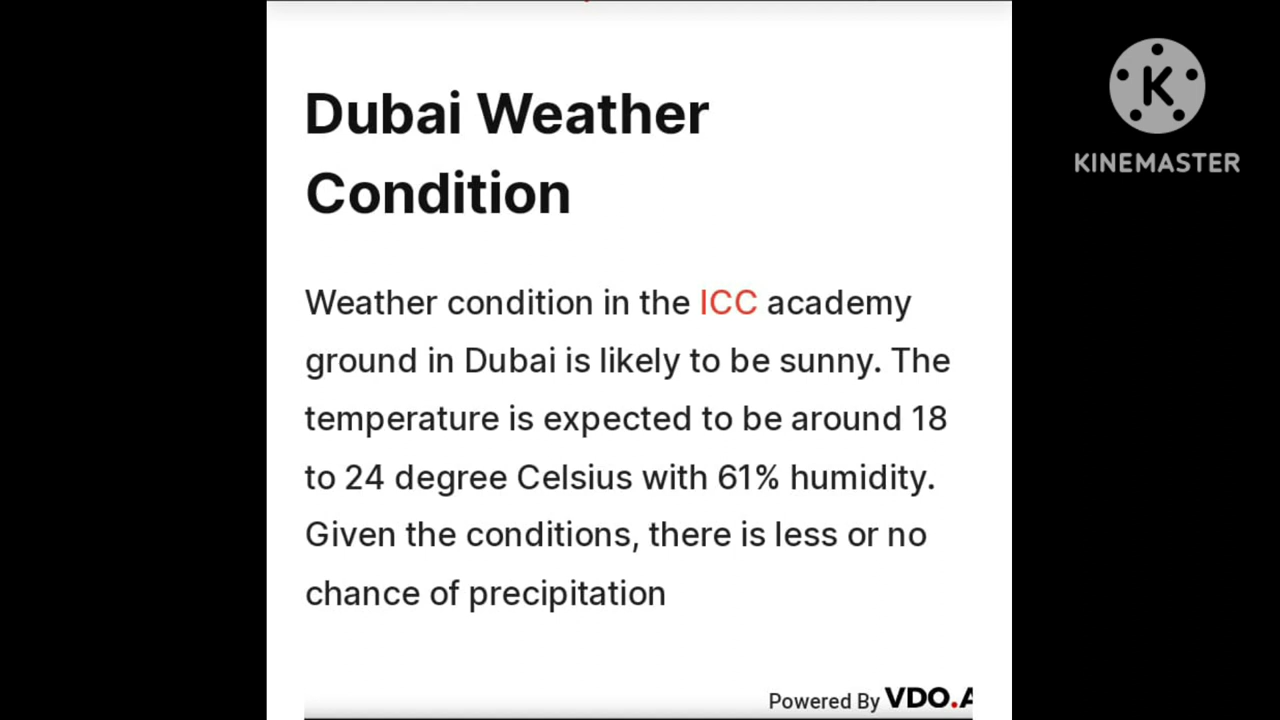 Dubai Weather
Condition
KINEMASTER
Weather condition in the ICC academy
ground in Dubai is likely to be sunny. The
temperature is expected to be around 18
to 24 degree Celsius with 61% humidity.
Given the conditions, there is less or no
chance of precipitation
Powered By VDO.A